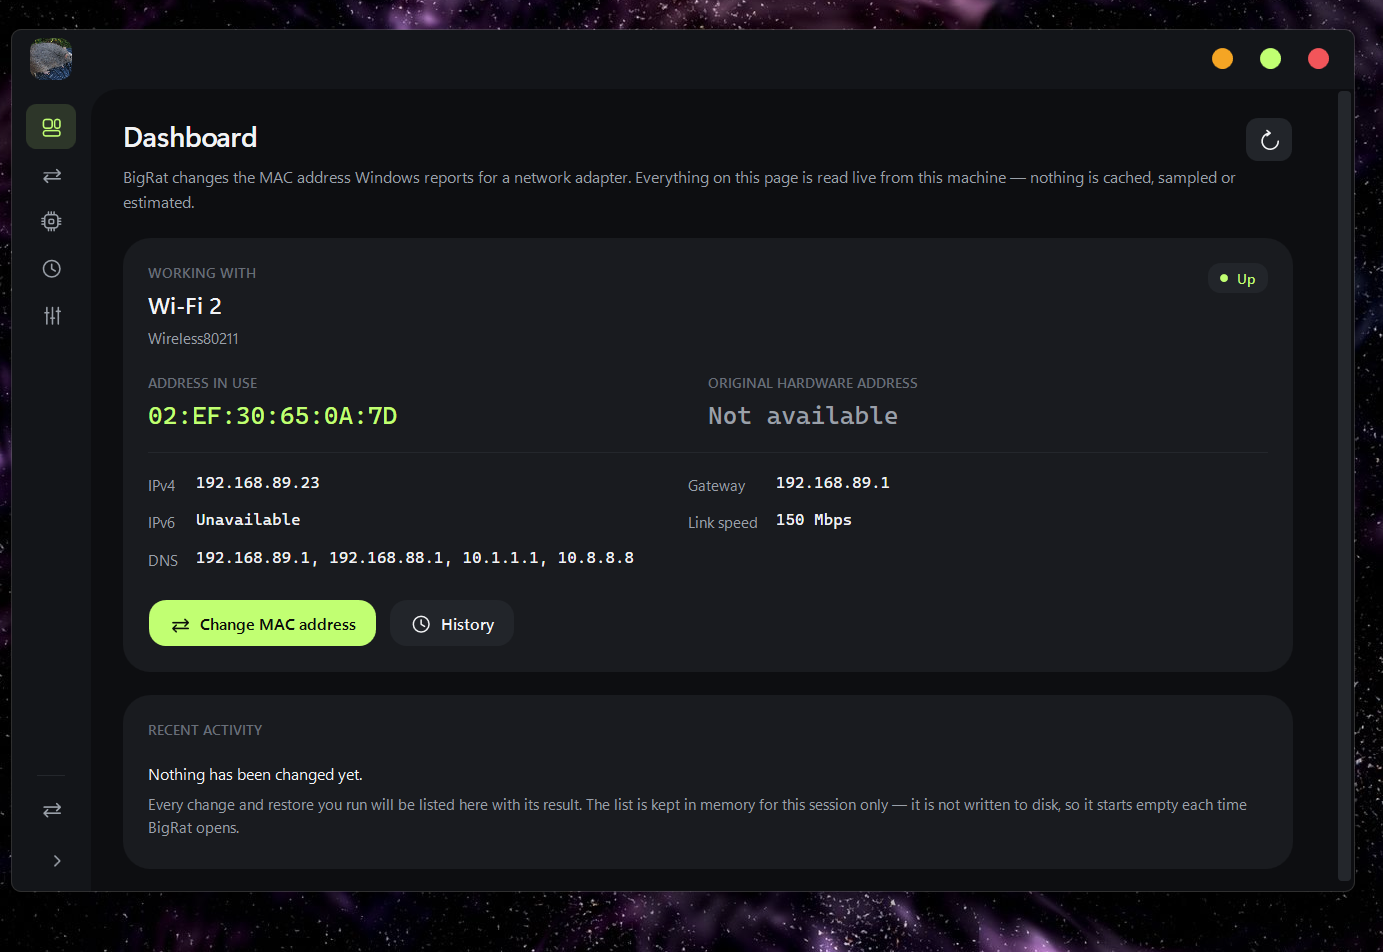 Dashboard
BigRat changes the MAC address Windows reports for a network adapter. Everything on this page is read live from this machine — nothing is cached, sampled or
estimated.
WORKING WITH
Up
Wi-Fi 2
Wireless80211
ADDRESS IN USE
ORIGINAL HARDWARE ADDRESS
02:EF:30:65:0A:7D
Not available
IPv4 192.168.89.23
Gateway 192.168.89.1
IPv6 Unavailable
Link speed 150 Mbps
DNS 192.168.89.1, 192.168.88.1, 10.1.1.1, 10.8.8.8
Change MAC address
History
RECENT ACTIVITY
Nothing has been changed yet.
Every change and restore you run will be listed here with its result. The list is kept in memory for this session only — it is not written to disk, so it starts empty each time
BigRat opens.